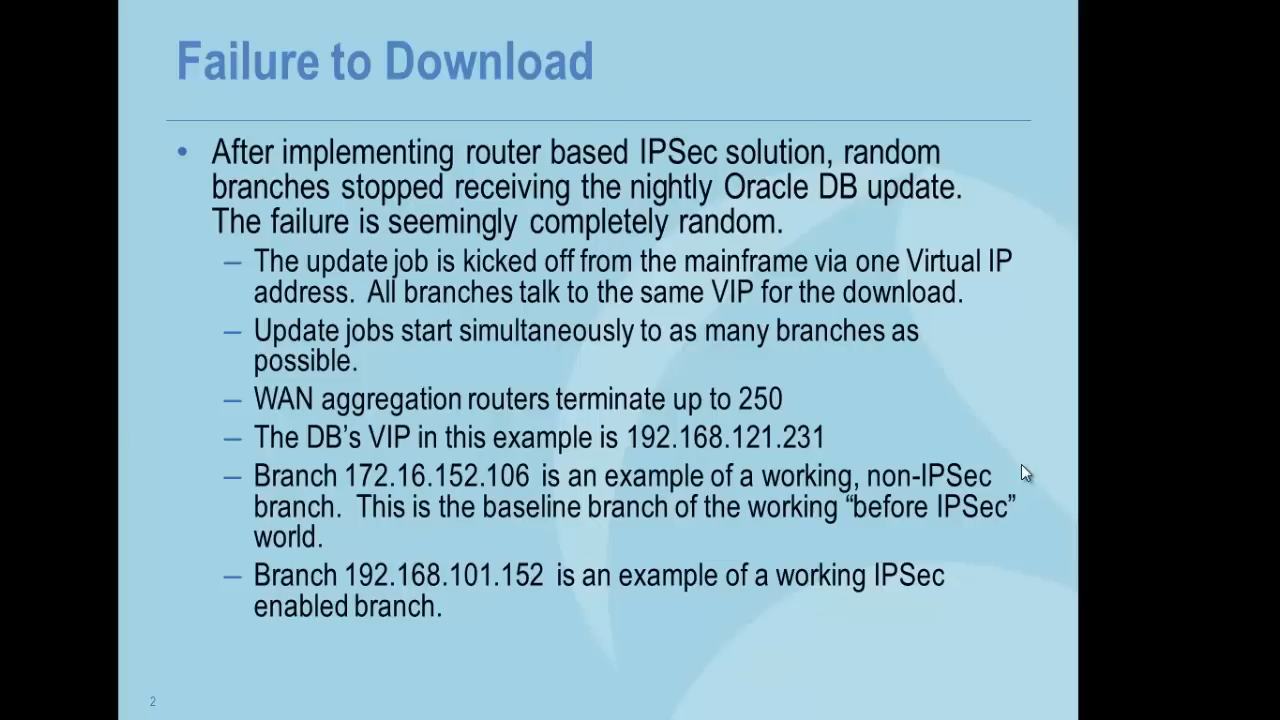 Failure to Download
• After implementing router based IPSec solution, random
branches stopped receiving the nightly Oracle DB update.
The failure is seemingly completely random.
– The update job is kicked off from the mainframe via one Virtual IP
address. All branches talk to the same VIP for the download.
– Update jobs start simultaneously to as many branches as
possible.
– WAN aggregation routers terminate up to 250
– The DB’s VIP in this example is 192.168.121.231
– Branch 172.16.152.106 is an example of a working, non-IPSec
branch. This is the baseline branch of the working “before IPSec”
world.
– Branch 192.168.101.152 is an example of a working IPSec
enabled branch.
2